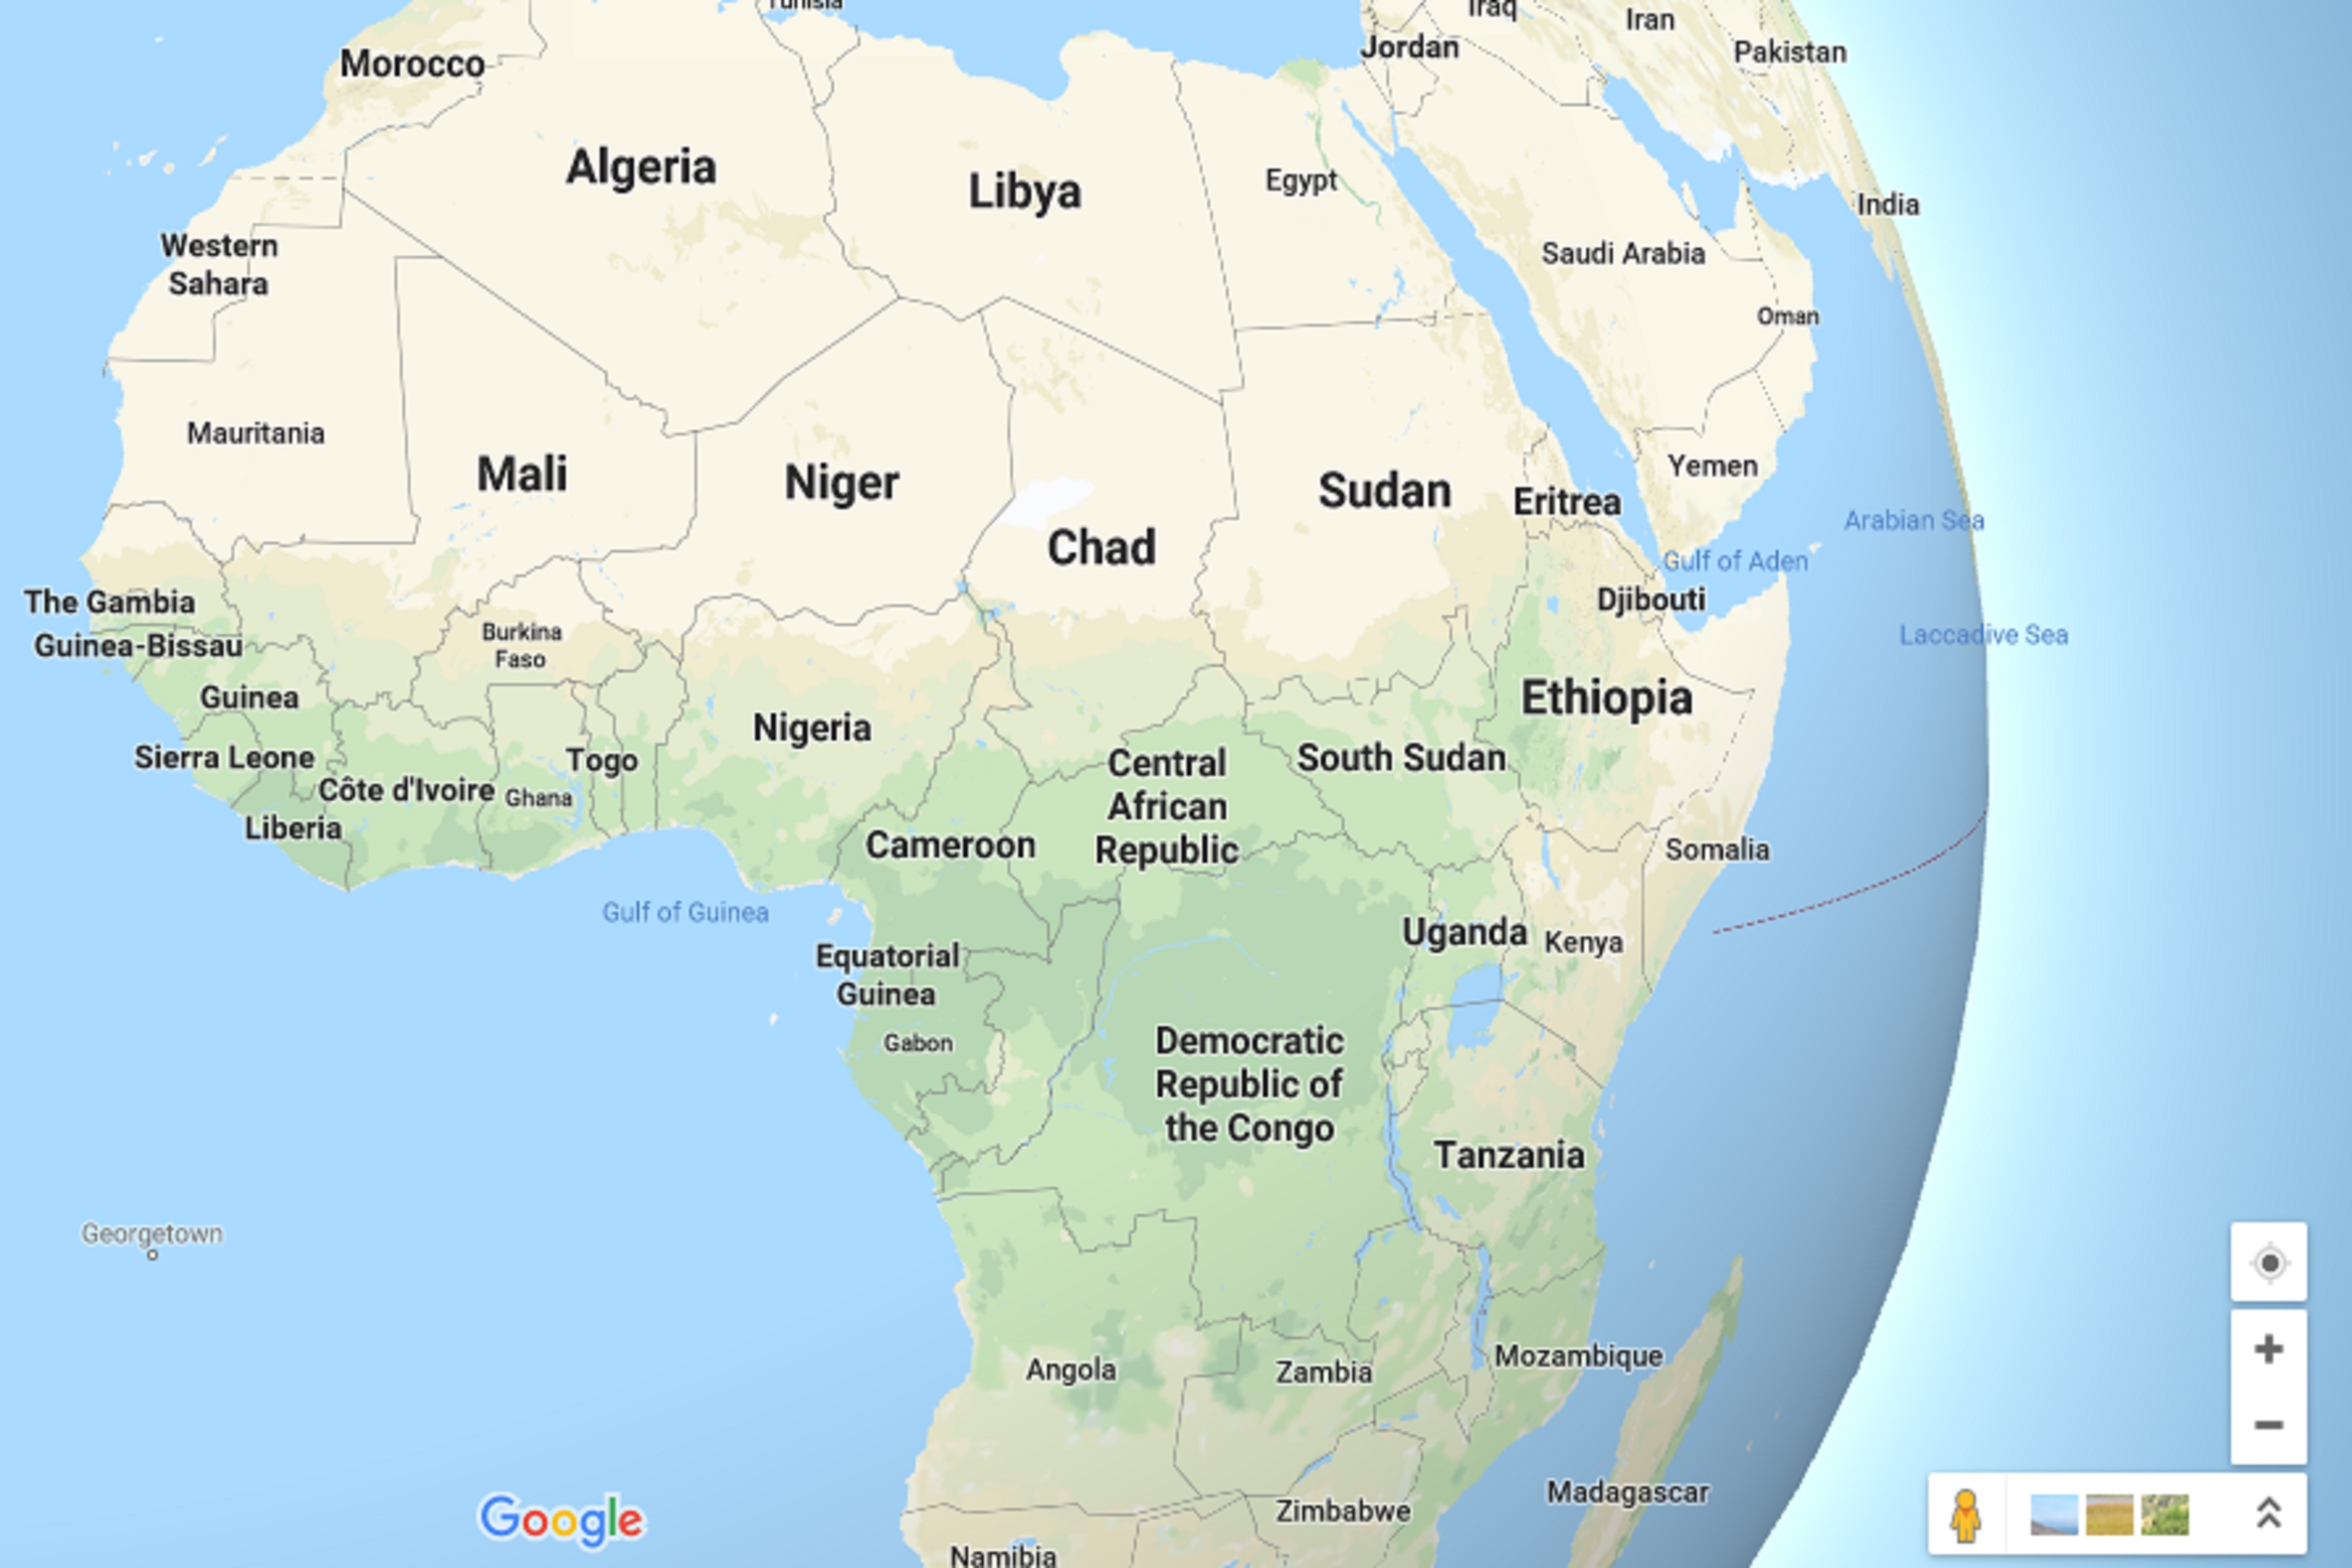 Tunisia
Iraq
Iran
Jordan
Pakistan
Morocco
Algeria
Libya
Egypt
India
Western
Sahara
Saudi Arabia
Oman
Mauritania
Mali
Niger
Sudan
Eritrea
Yemen
Arabian Sea
Chad
Gulf of Aden
The Gambia
Djibouti
Guinea-Bissau
Burkina
Faso
Laccadive Sea
Guinea
Ethiopia
Nigeria
Sierra Leone
Togo
Central
African
Republic
South Sudan
Côte d'Ivoire
Ghana
Liberia
Cameroon
Somalia
Gulf of Guinea
Uganda
Kenya
Equatorial
Guinea
Gabon
Democratic
Republic of
the Congo
Tanzania
Georgetown
Angola
Zambia
Mozambique
Madagascar
Google
Zimbabwe
Namibia